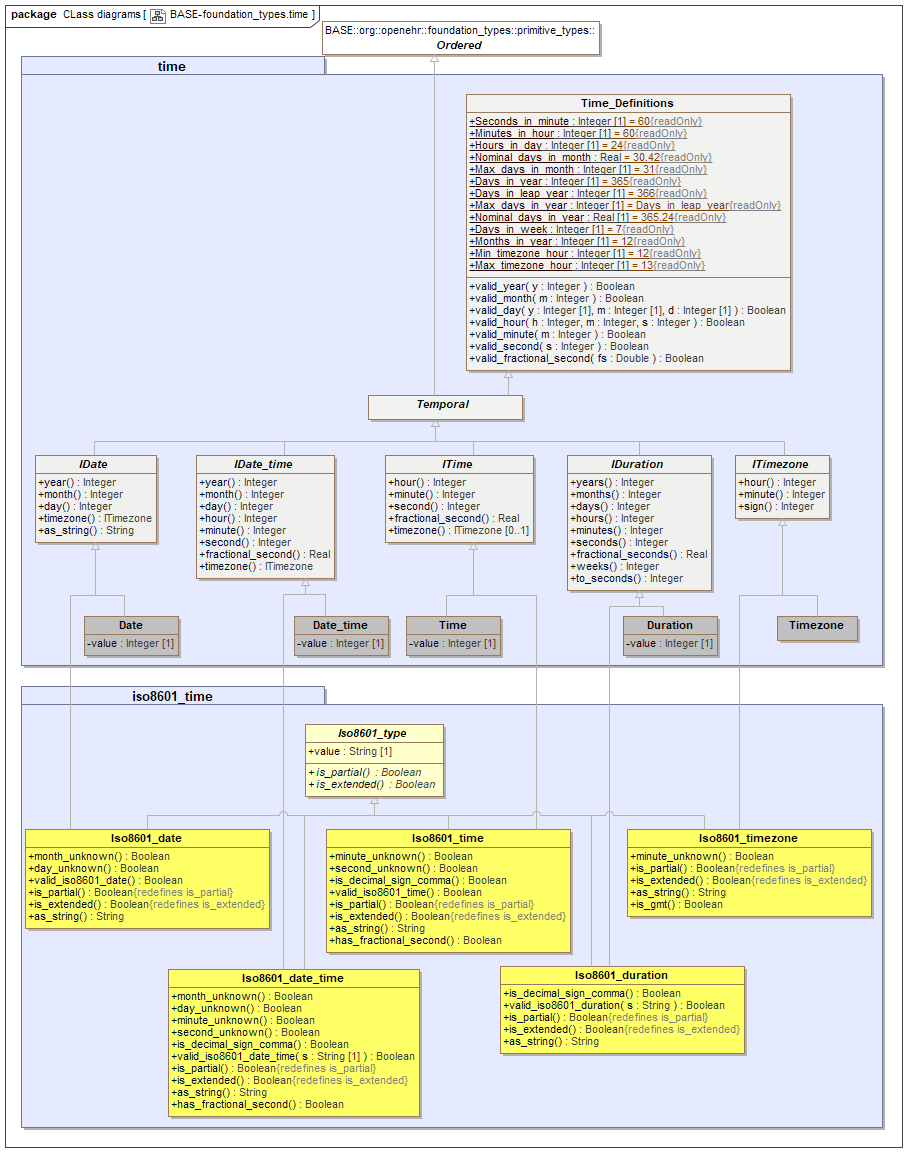 package CLass diagrams [ BASE-foundation_types.time ]
BASE::org::openehr::foundation_types::primitive_types::
Ordered
time
Time_Definitions
+Seconds_in_minute : Integer [1] = 60{readOnly}
+Minutes_in_hour : Integer [1] = 60{readOnly}
+Hours_in_day : Integer [1] = 24{readOnly}
+Nominal_days_in_month : Real = 30.42{readOnly}
+Max_days_in_month : Integer [1] = 31{readOnly}
+Days_in_year : Integer [1] = 365{readOnly}
+Days_in_leap_year : Integer [1] = 366{readOnly}
+Max_days_in_year : Integer [1] = Days_in_leap_year{readOnly}
+Nominal_days_in_year : Real [1] = 365.24{readOnly}
+Days_in_week : Integer [1] = 7{readOnly}
+Months_in_year : Integer [1] = 12{readOnly}
+Min_timezone_hour : Integer [1] = 12{readOnly}
+Max_timezone_hour : Integer [1] = 13{readOnly}
+valid_year( y : Integer ) : Boolean
+valid_month( m : Integer ) : Boolean
+valid_day( y : Integer [1], m : Integer [1], d : Integer [1] ) : Boolean
+valid_hour( h : Integer, m : Integer, s : Integer ) : Boolean
+valid_minute( m : Integer ) : Boolean
+valid_second( s : Integer ) : Boolean
+valid_fractional_second( fs : Double ) : Boolean
Temporal
IDate
+year() : Integer
+month() : Integer
+day() : Integer
+timezone() : ITimezone
+as_string() : String
IDate_time
+year() : Integer
+month() : Integer
+day() : Integer
+hour() : Integer
+minute() : Integer
+second() : Integer
+fractional_second() : Real
+timezone() : ITimezone
ITime
+hour() : Integer
+minute() : Integer
+second() : Integer
+fractional_second() : Real
+timezone() : ITimezone [0..1]
IDuration
+years() : Integer
+months() : Integer
+days() : Integer
+hours() : Integer
+minutes() : Integer
+seconds() : Integer
+fractional_seconds() : Real
+weeks() : Integer
+to_seconds() : Integer
ITimezone
+hour() : Integer
+minute() : Integer
+sign() : Integer
Date
-value : Integer [1]
Date_time
-value : Integer [1]
Time
-value : Integer [1]
Duration
-value : Integer [1]
Timezone
iso8601_time
Iso8601_type
+value : String [1]
+is_partial() : Boolean
+is_extended() : Boolean
Iso8601_date
+month_unknown() : Boolean
+day_unknown() : Boolean
+valid_iso8601_date() : Boolean
+is_partial() : Boolean{redefines is_partial}
+is_extended() : Boolean{redefines is_extended}
+as_string() : String
Iso8601_time
+minute_unknown() : Boolean
+second_unknown() : Boolean
+is_decimal_sign_comma() : Boolean
+valid_iso8601_time() : Boolean
+is_partial() : Boolean{redefines is_partial}
+is_extended() : Boolean{redefines is_extended}
+as_string() : String
+has_fractional_second() : Boolean
Iso8601_timezone
+minute_unknown() : Boolean
+is_partial() : Boolean{redefines is_partial}
+is_extended() : Boolean{redefines is_extended}
+as_string() : String
+is_gmt() : Boolean
Iso8601_date_time
+month_unknown() : Boolean
+day_unknown() : Boolean
+minute_unknown() : Boolean
+second_unknown() : Boolean
+is_decimal_sign_comma() : Boolean
+valid_iso8601_date_time( s : String [1] ) : Boolean
+is_partial() : Boolean{redefines is_partial}
+is_extended() : Boolean{redefines is_extended}
+as_string() : String
+has_fractional_second() : Boolean
Iso8601_duration
+is_decimal_sign_comma() : Boolean
+valid_iso8601_duration( s : String ) : Boolean
+is_partial() : Boolean{redefines is_partial}
+is_extended() : Boolean{redefines is_extended}
+as_string() : String